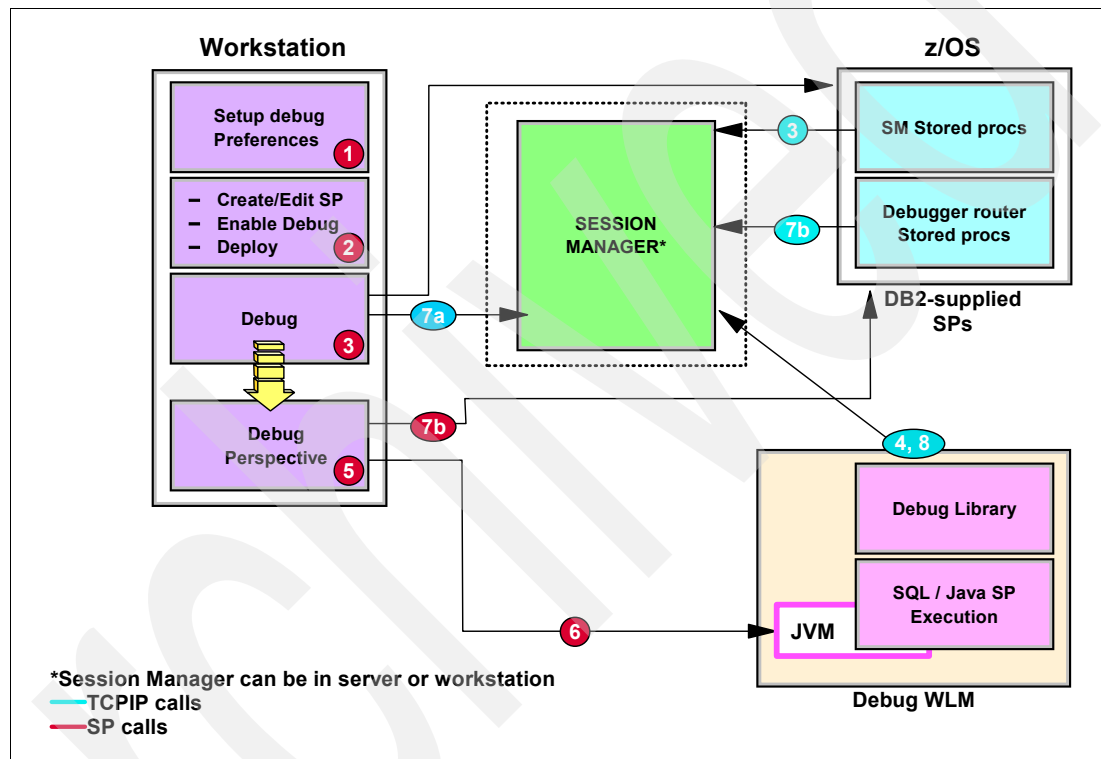 Workstation
z/OS
Setup debug
Preferences
1
– Create/Edit SP
– Enable Debug
– Deploy
2
Debug
3
Debug
Perspective
5
SESSION
MANAGER*
3
7b
7a
7b
SM Stored procs
Debugger router
Stored procs
DB2-supplied
SPs
4, 8
Debug Library
SQL / Java SP
Execution
JVM
6
Debug WLM
*Session Manager can be in server or workstation
TCPIP calls
SP calls